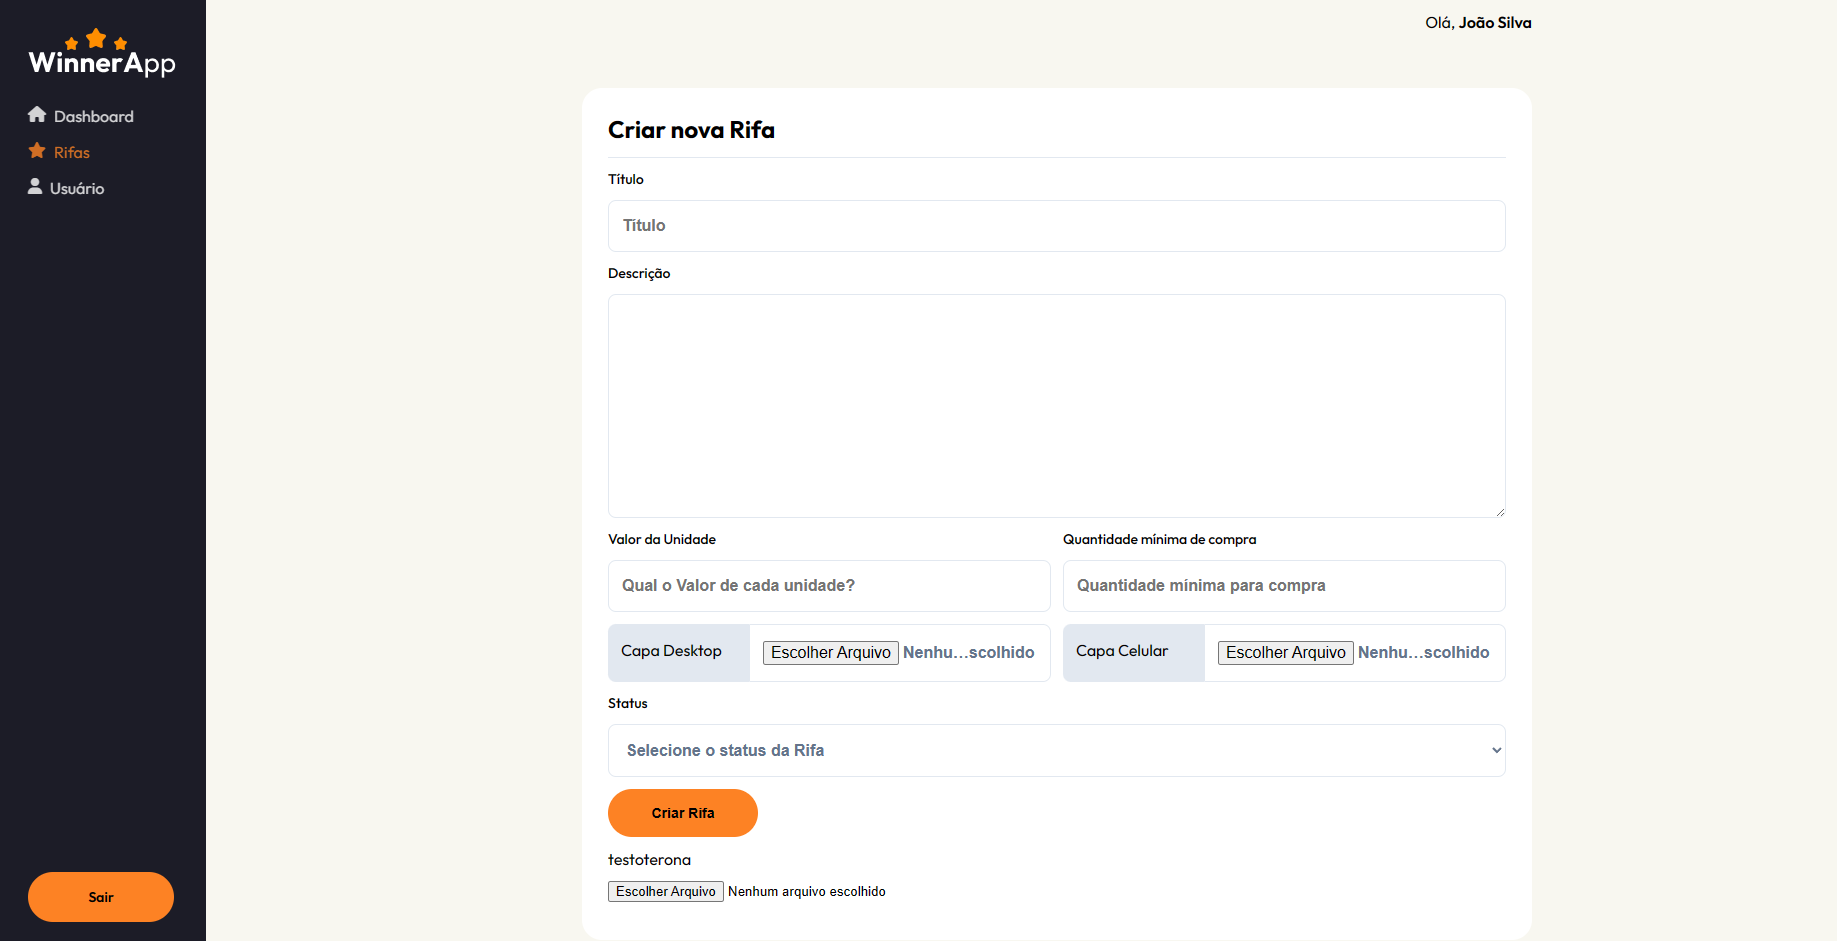 WinnerApp
Dashboard
Rifas
Usuário
Sair
Olá, João Silva
Criar nova Rifa
Título
Título
Descrição
Valor da Unidade
Quantidade mínima de compra
Qual o Valor de cada unidade?
Quantidade mínima para compra
Capa Desktop
Escolher Arquivo Nenhu...scolhido
Capa Celular
Escolher Arquivo Nenhu...scolhido
Status
Selecione o status da Rifa
Criar Rifa
testoterona
Escolher Arquivo Nenhum arquivo escolhido